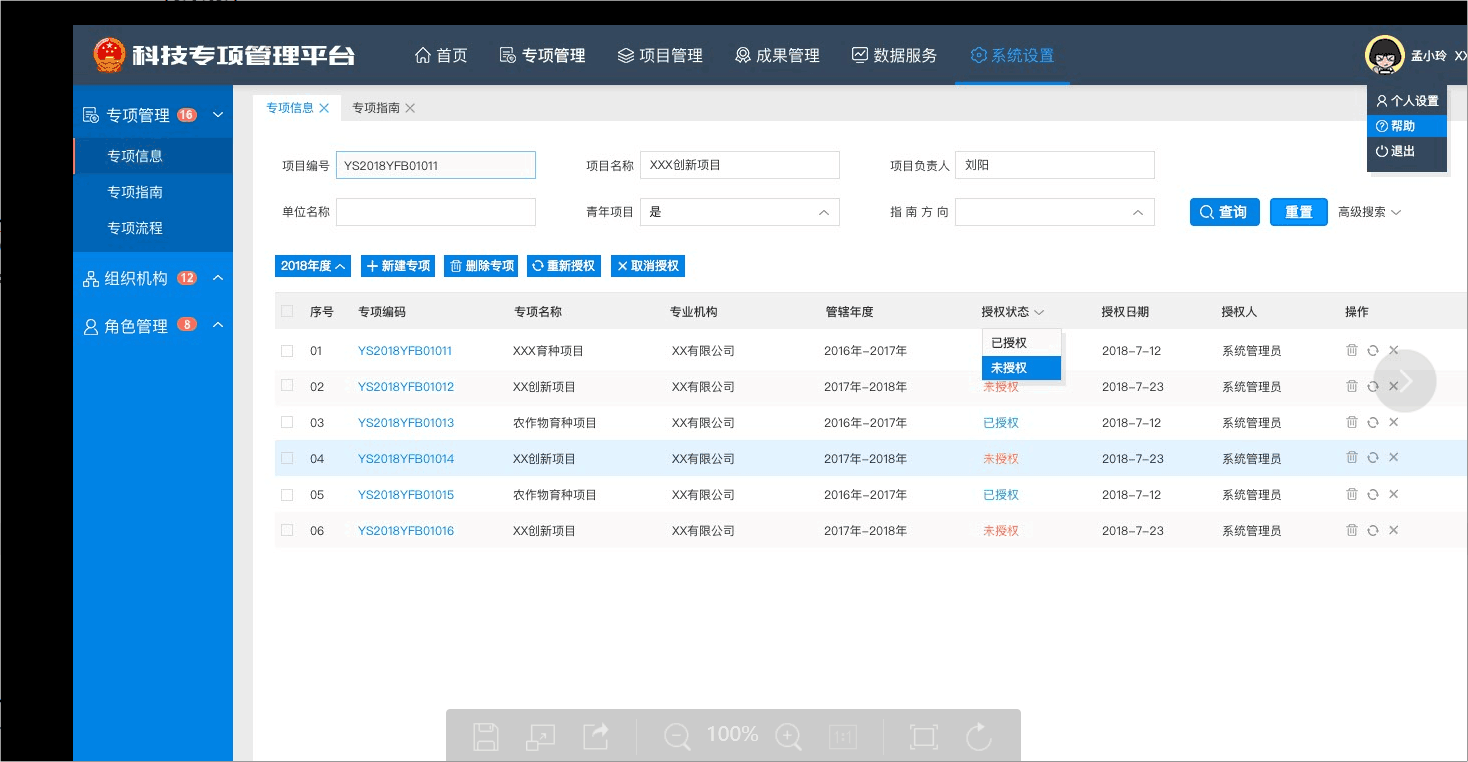 科技专项管理平台 首页 专项管理 项目管理 成果管理 数据服务 系统设置 孟小玲 XX
个人设置
帮助
退出
专项管理 16
专项信息
专项指南
专项流程
组织机构 12
角色管理 8
专项信息 专项指南
项目编号 YS2018YFB01011 项目名称 XXX创新项目 项目负责人 刘阳
单位名称 青年项目 是 指南方向 查询 重置 高级搜索
2018年度 新建专项 删除专项 重新授权 取消授权
序号 专项编码 专项名称 专业机构 管辖年度 授权状态 授权日期 授权人 操作
已授权
未授权
01 YS2018YFB01011 XXX育种项目 XX有限公司 2016年-2017年 2018-7-12 系统管理员
02 YS2018YFB01012 XX创新项目 XX有限公司 2017年-2018年 未授权 2018-7-23 系统管理员
03 YS2018YFB01013 农作物育种项目 XX有限公司 2016年-2017年 已授权 2018-7-12 系统管理员
04 YS2018YFB01014 XX创新项目 XX有限公司 2017年-2018年 未授权 2018-7-23 系统管理员
05 YS2018YFB01015 农作物育种项目 XX有限公司 2016年-2017年 已授权 2018-7-12 系统管理员
06 YS2018YFB01016 XX创新项目 XX有限公司 2017年-2018年 未授权 2018-7-23 系统管理员
100% 1:1